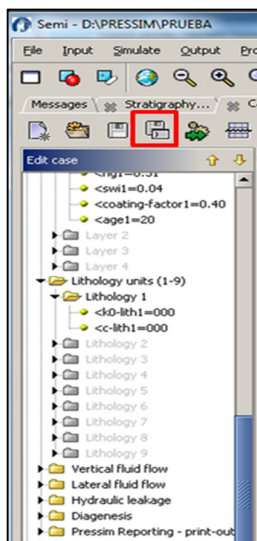 Semi - D:\PRESSIM\PRUEBA
File Input Simulate Output
Messages Stratigraphy...
Edit case
<swi1=0.04
<coating-factor1=0.40
<age1=20
Layer 2
Layer 3
Layer 4
Lithology units (1-9)
Lithology 1
<k0-lith1=000
<c-lith1=000
Lithology 2
Lithology 3
Lithology 4
Lithology 5
Lithology 6
Lithology 7
Lithology 8
Lithology 9
Vertical fluid flow
Lateral fluid flow
Hydraulic leakage
Diagenesis
Pressim Reporting - print-out